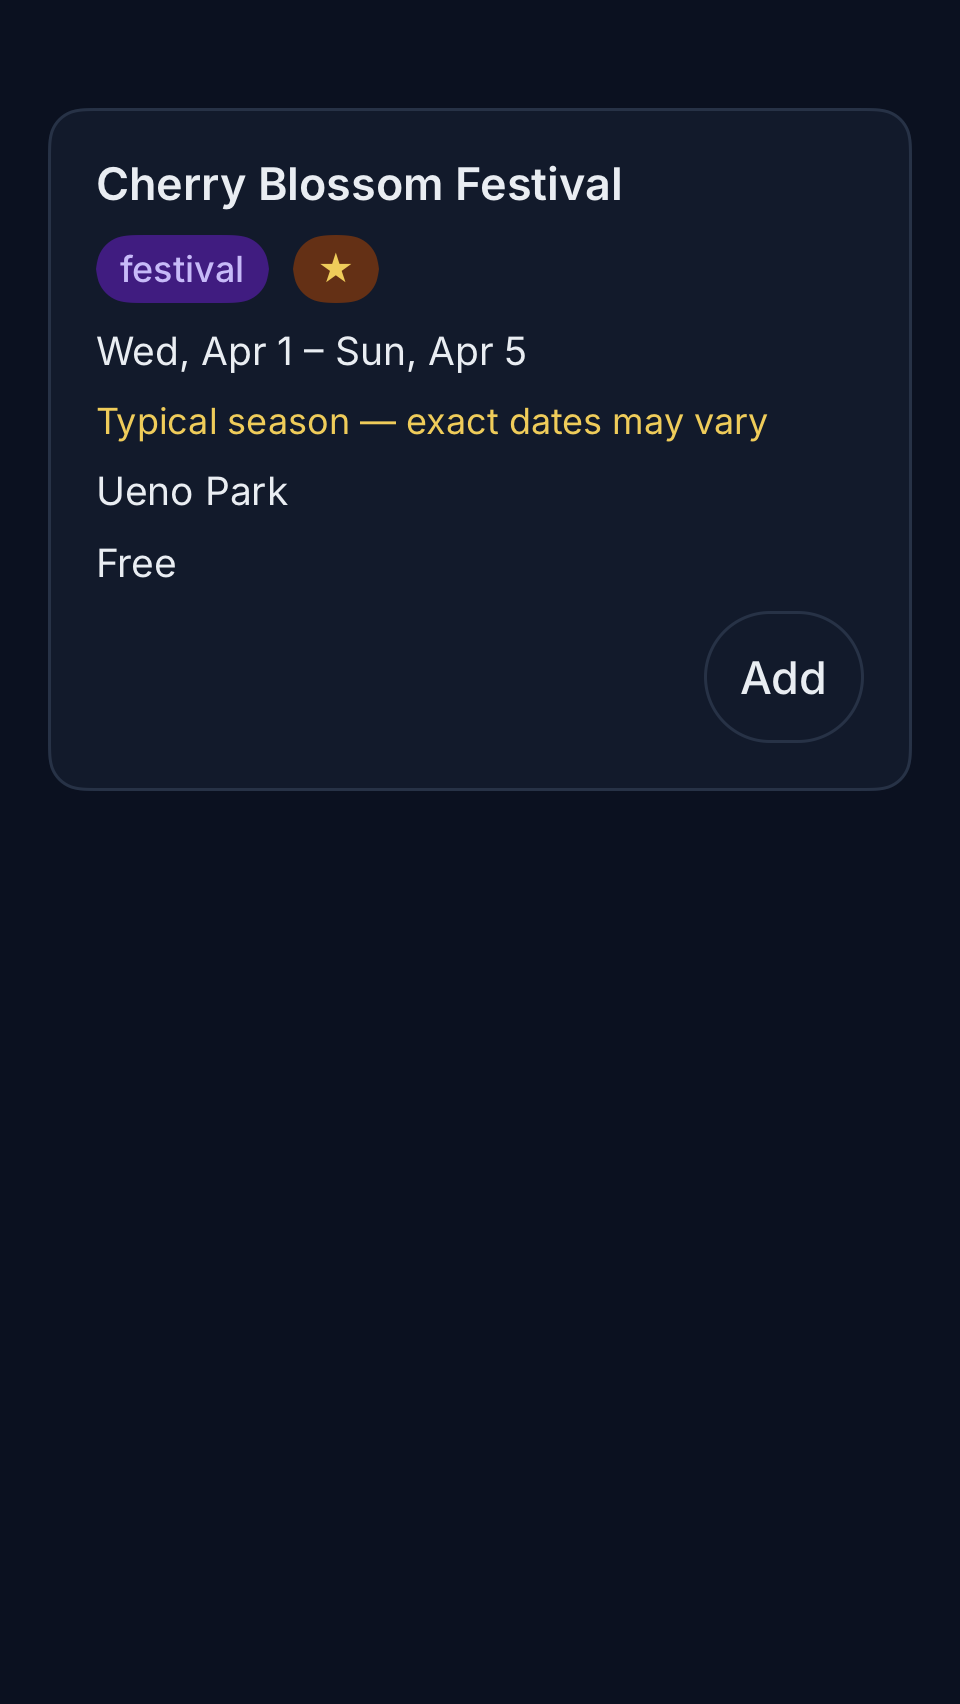 Cherry Blossom Festival
festival ★
Wed, Apr 1 – Sun, Apr 5
Typical season — exact dates may vary
Ueno Park
Free
Add